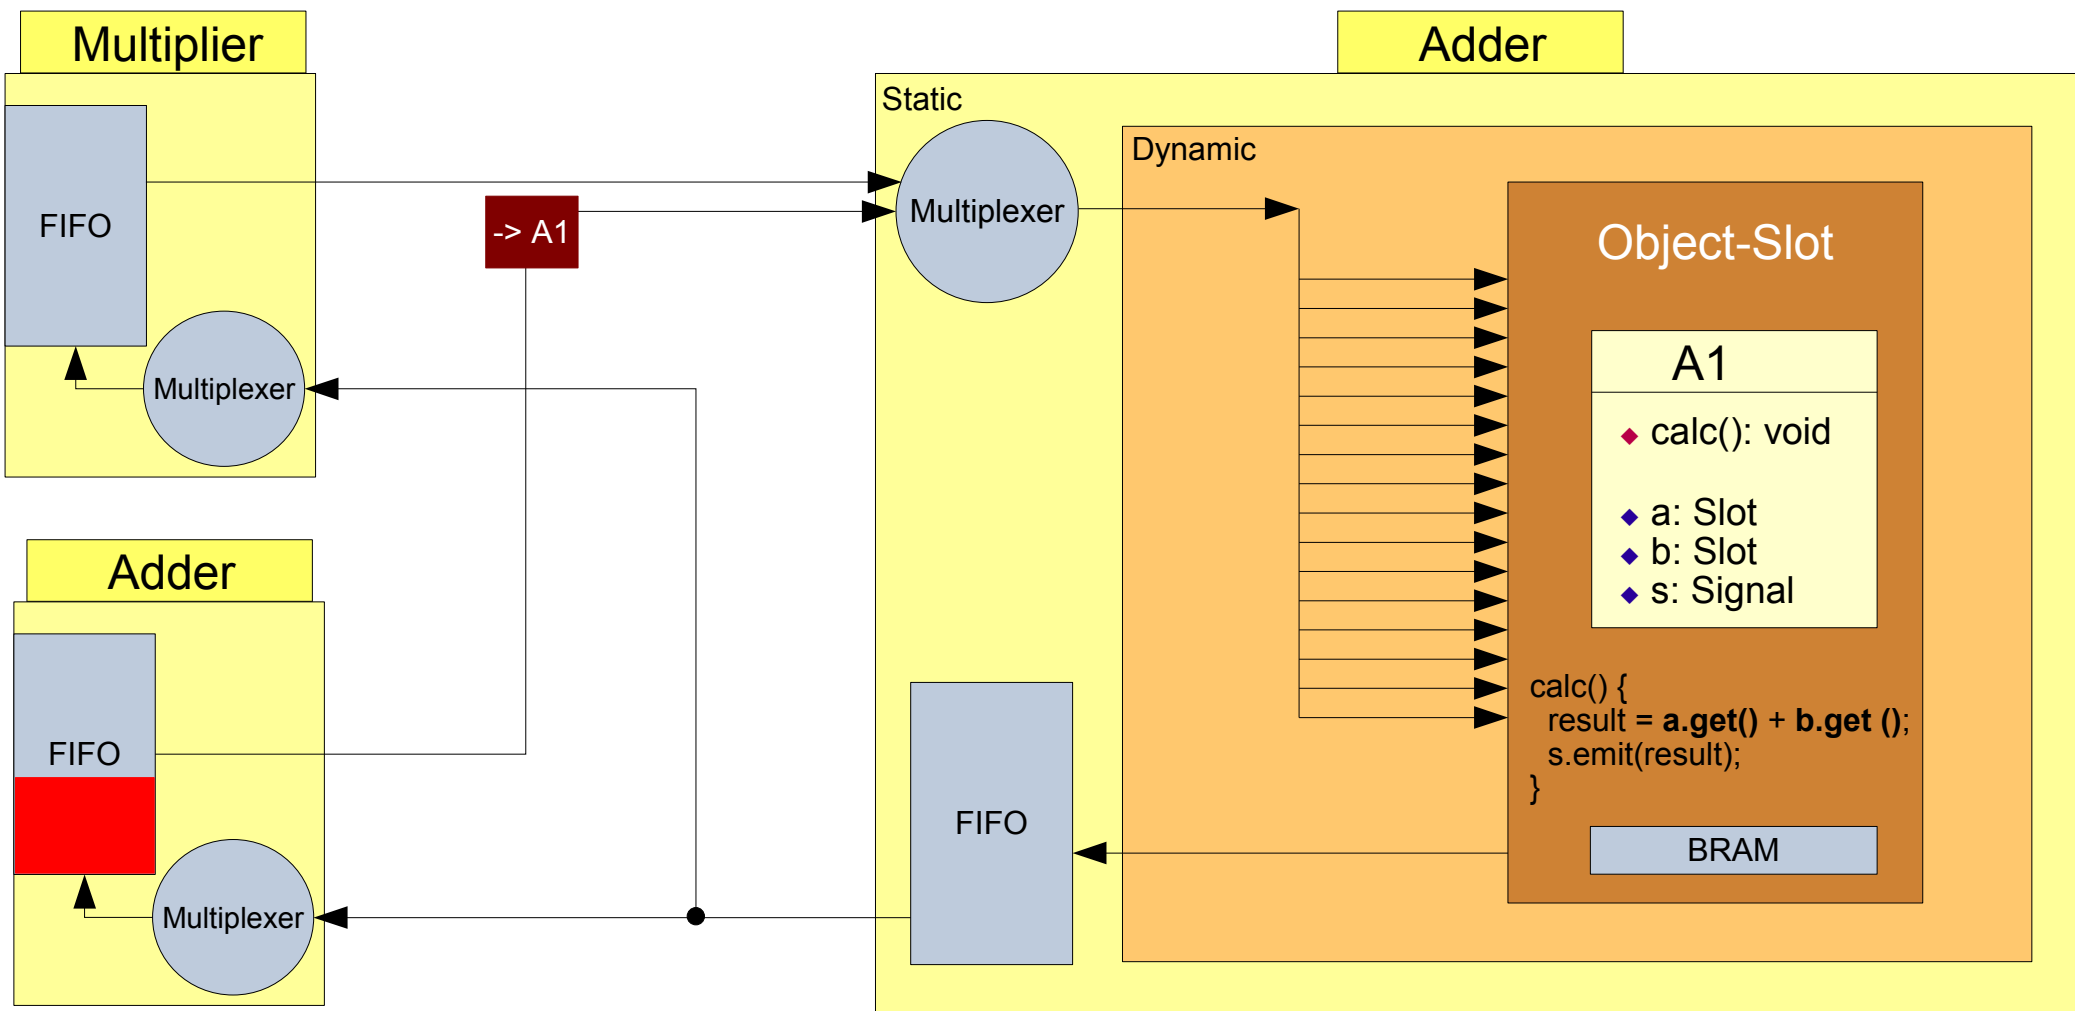 Multiplier
FIFO
Multiplexer
-> A1
Adder
FIFO
Multiplexer
Adder
Static
Multiplexer
Dynamic
Object-Slot
A1
calc(): void
a: Slot
b: Slot
s: Signal
calc() {
result = a.get() + b.get ();
s.emit(result);
}
BRAM
FIFO